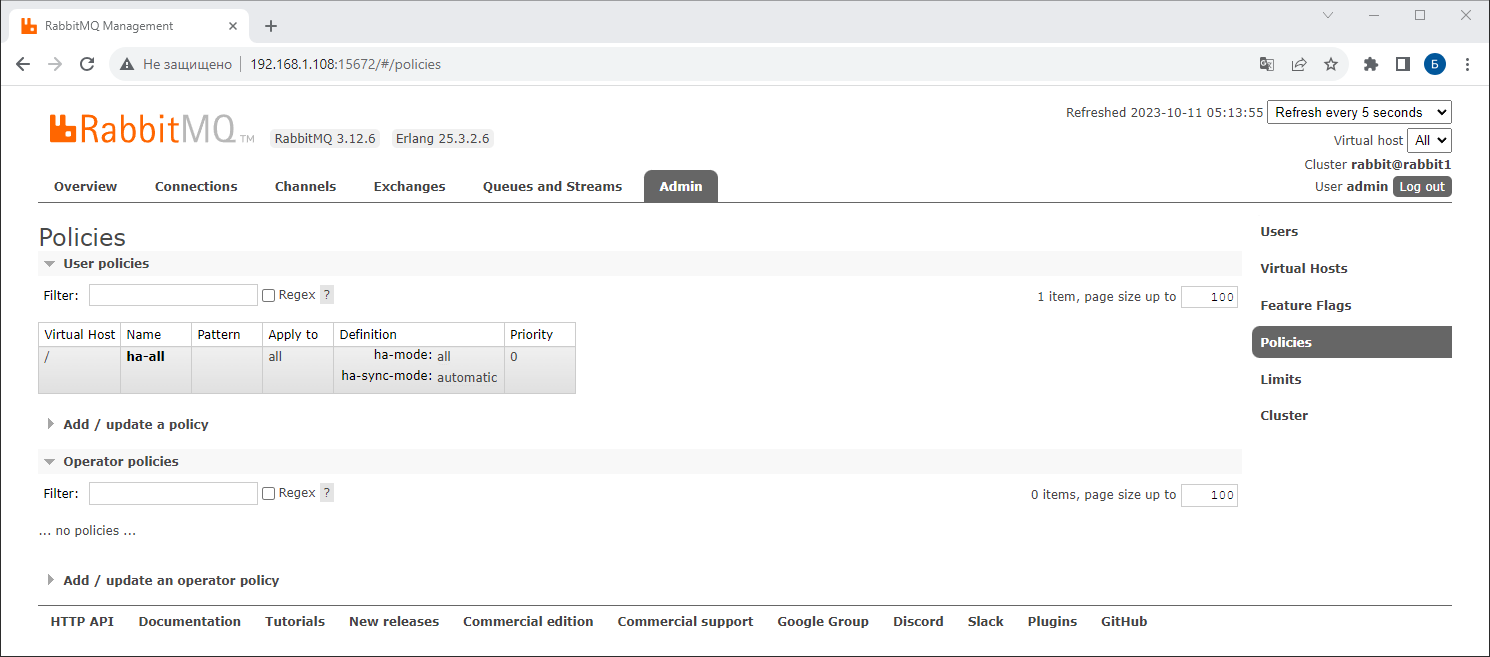 RabbitMQ Management
Не защищено 192.168.1.108:15672/#/policies
Б
RabbitMQ TM RabbitMQ 3.12.6 Erlang 25.3.2.6
Refreshed 2023-10-11 05:13:55 Refresh every 5 seconds
Virtual host All
Cluster rabbit@rabbit1
User admin Log out
Overview Connections Channels Exchanges Queues and Streams Admin
Policies
User policies
Filter: Regex ? 1 item, page size up to 100
Virtual Host Name Pattern Apply to Definition Priority
/ ha-all all ha-mode: all 0
ha-sync-mode: automatic
Add / update a policy
Operator policies
Filter: Regex ? 0 items, page size up to 100
... no policies ...
Add / update an operator policy
Users
Virtual Hosts
Feature Flags
Policies
Limits
Cluster
HTTP API Documentation Tutorials New releases Commercial edition Commercial support Google Group Discord Slack Plugins GitHub